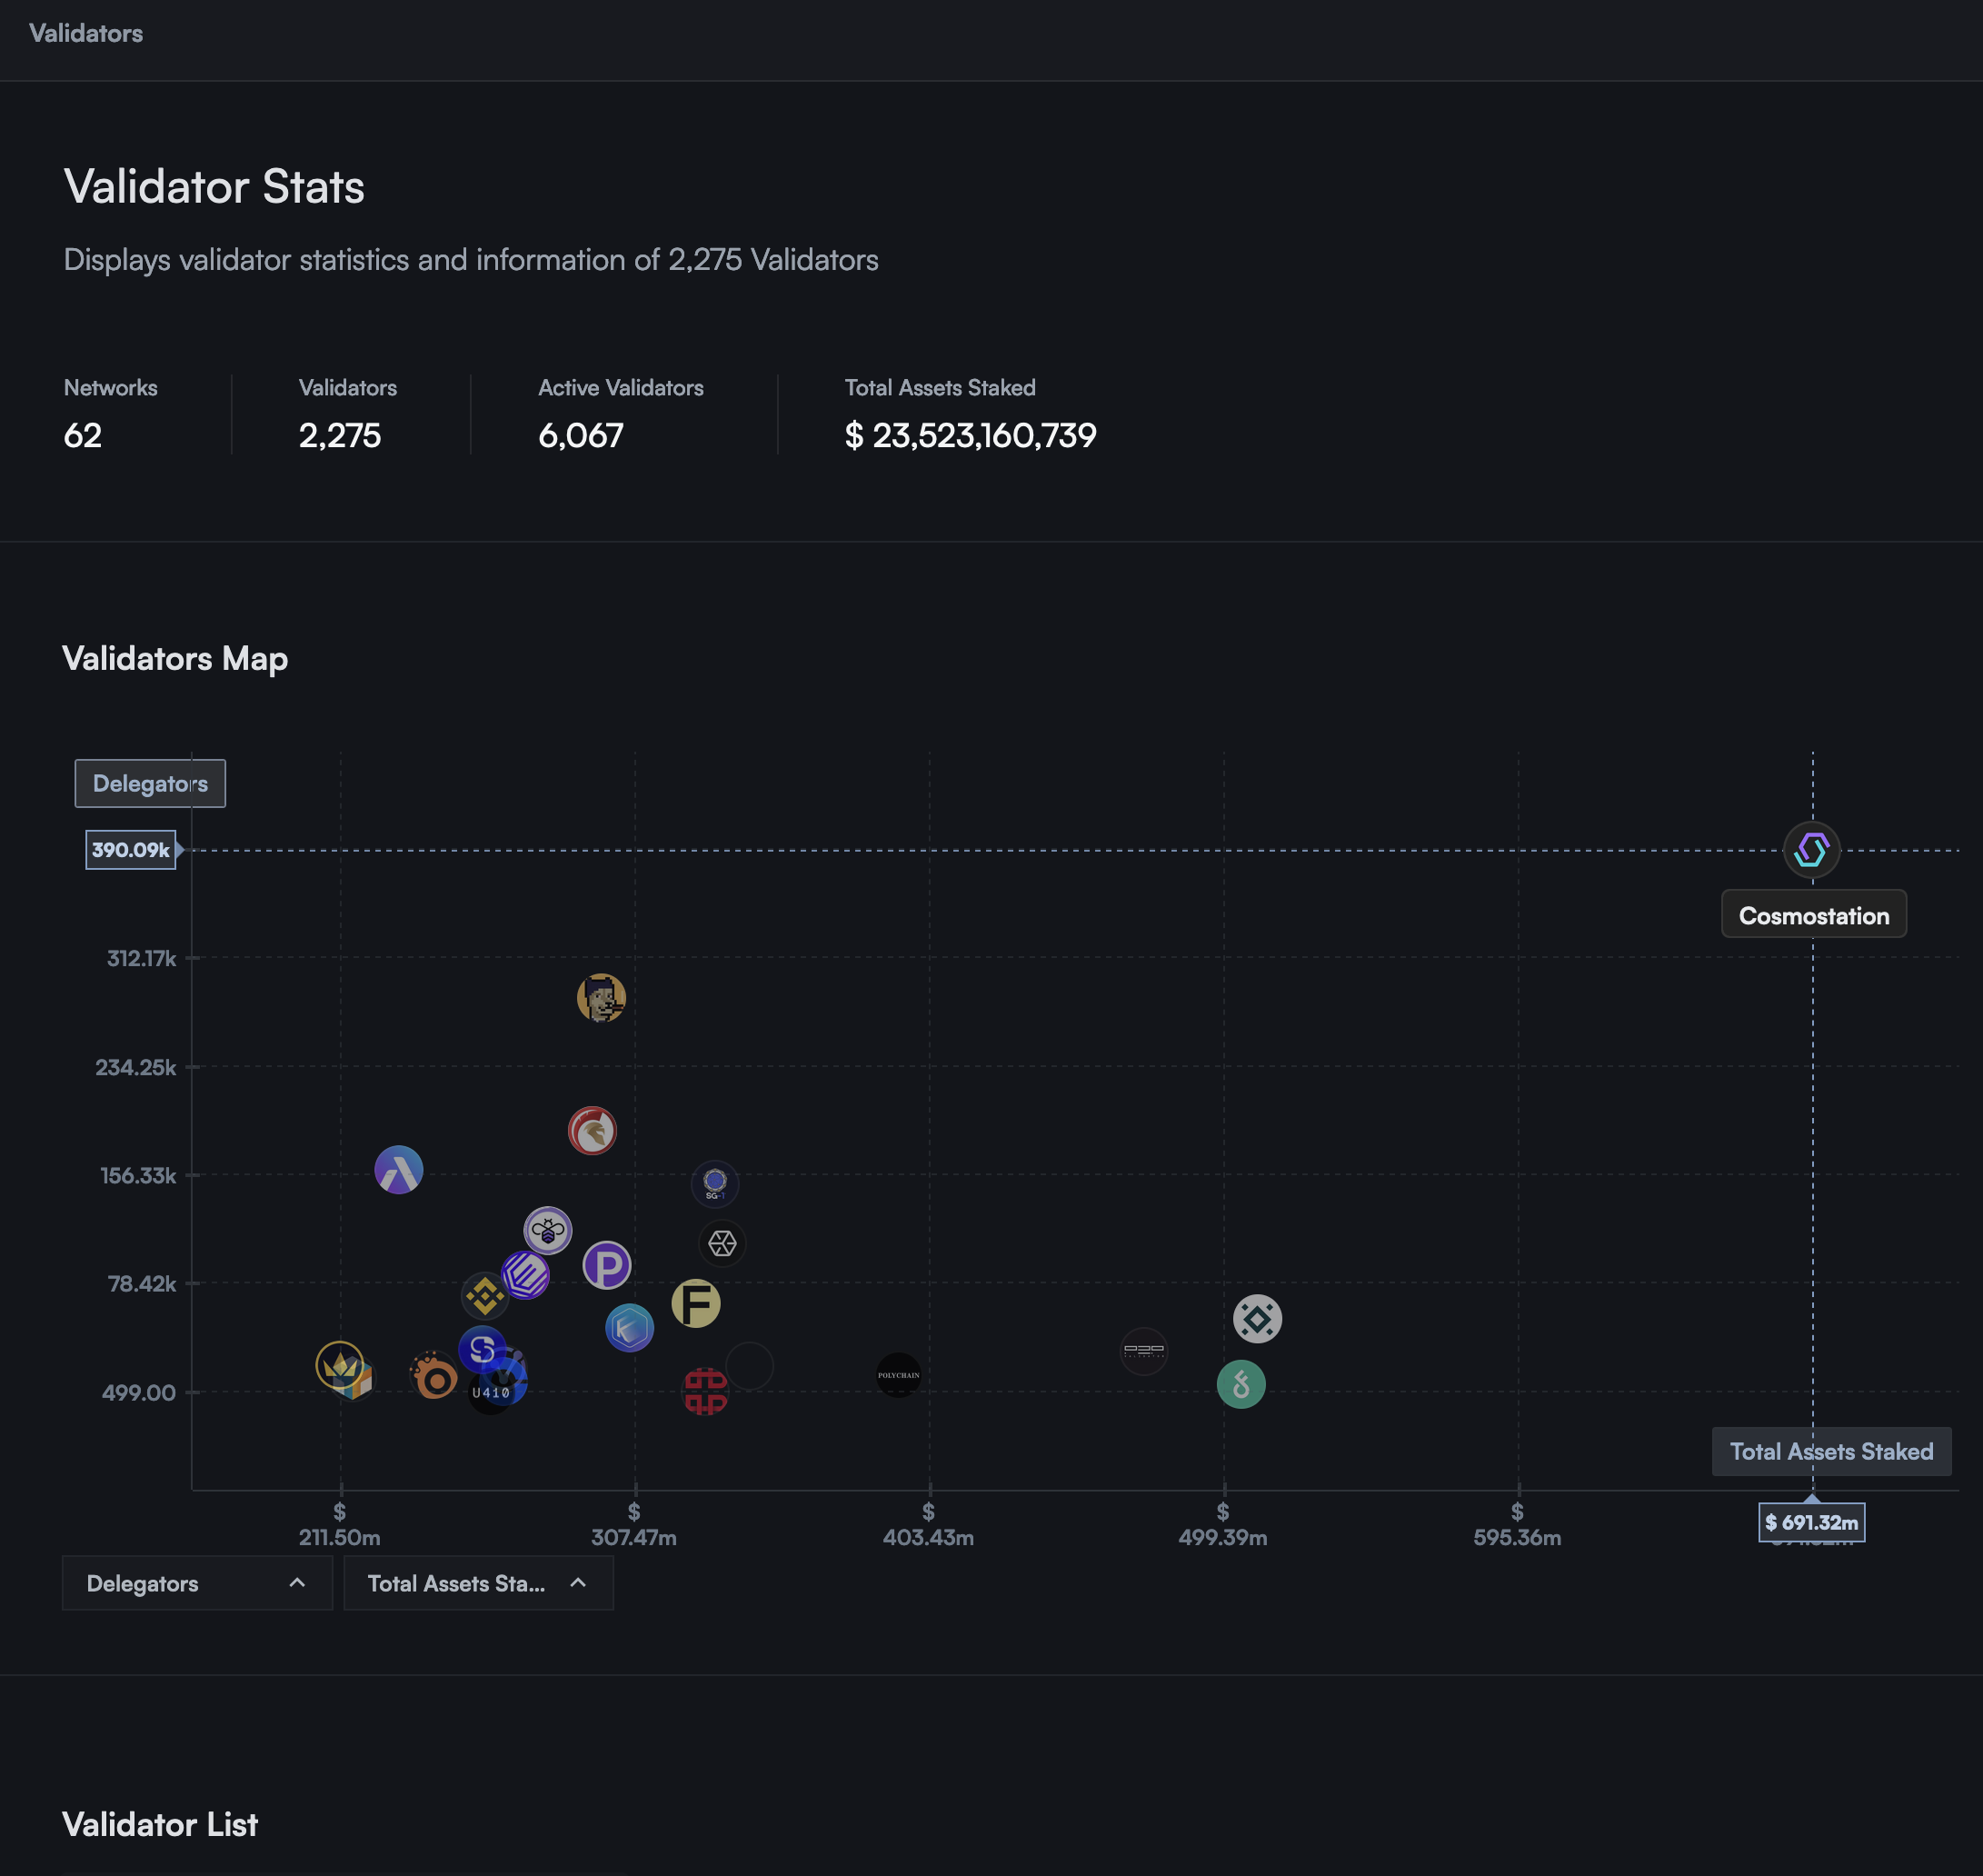 Validators
Validator Stats
Displays validator statistics and information of 2,275 Validators
Networks
62
Validators
2,275
Active Validators
6,067
Total Assets Staked
$ 23,523,160,739
Validators Map
Delegators
390.09k
Cosmostation
312.17k
234.25k
156.33k
SG-1
P
78.42k
F
S
U410
POLYCHAIN
499.00
Total Assets Staked
$
211.50m
$
307.47m
$
403.43m
$
499.39m
$
595.36m
$ 691.32m
Delegators
Total Assets Sta...
Validator List